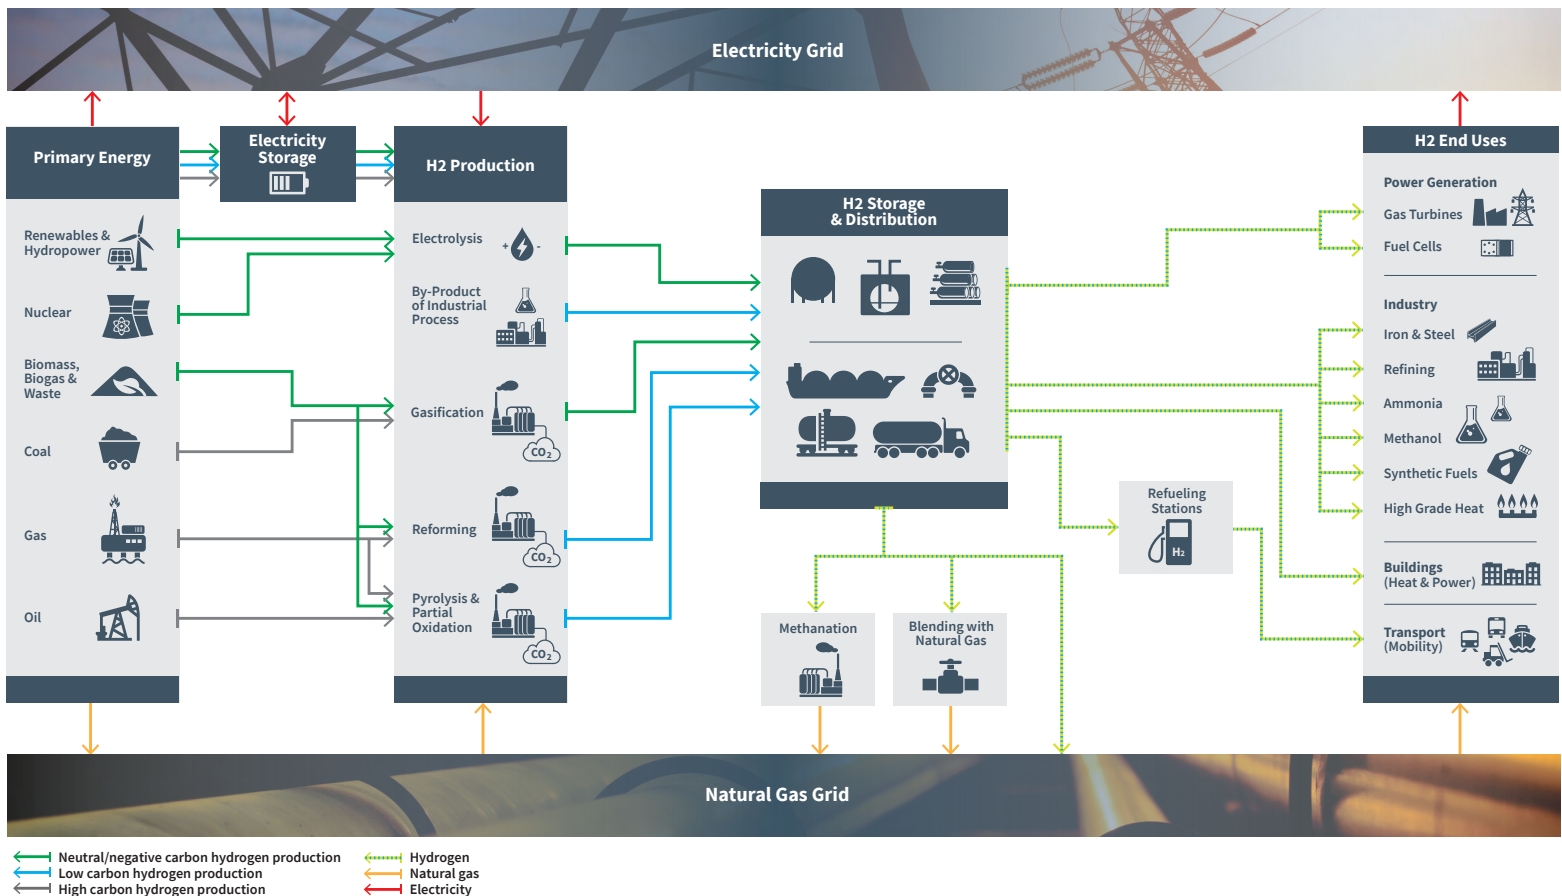 Electricity Grid
Primary Energy
Renewables &
Hydropower
Nuclear
Biomass,
Biogas &
Waste
Coal
Gas
Oil
Electricity
Storage
H2 Production
Electrolysis
+ -
By-Product
of Industrial
Process
Gasification
CO2
Reforming
CO2
Pyrolysis &
Partial
Oxidation
CO2
H2 Storage
& Distribution
Methanation
Blending with
Natural Gas
Refueling
Stations
H2
H2 End Uses
Power Generation
Gas Turbines
Fuel Cells
Industry
Iron & Steel
Refining
Ammonia
Methanol
Synthetic Fuels
High Grade Heat
Buildings
(Heat & Power)
Transport
(Mobility)
Natural Gas Grid
Neutral/negative carbon hydrogen production
Low carbon hydrogen production
High carbon hydrogen production
Hydrogen
Natural gas
Electricity